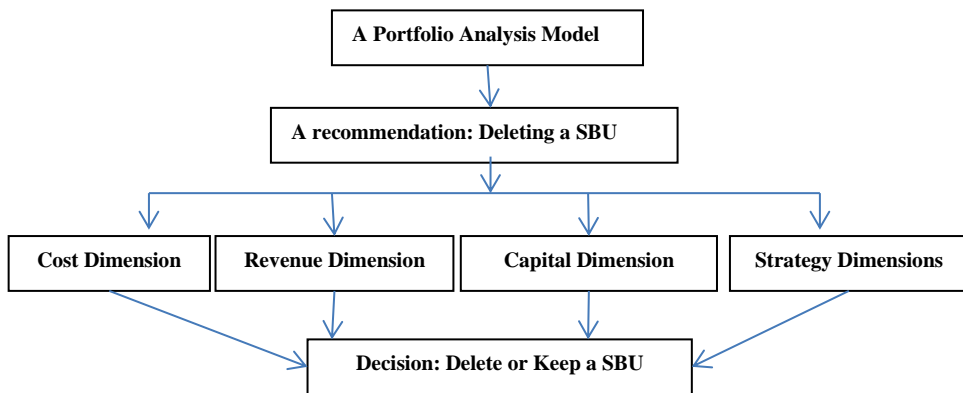 A Portfolio Analysis Model
A recommendation: Deleting a SBU
Cost Dimension
Revenue Dimension
Capital Dimension
Strategy Dimensions
Decision: Delete or Keep a SBU